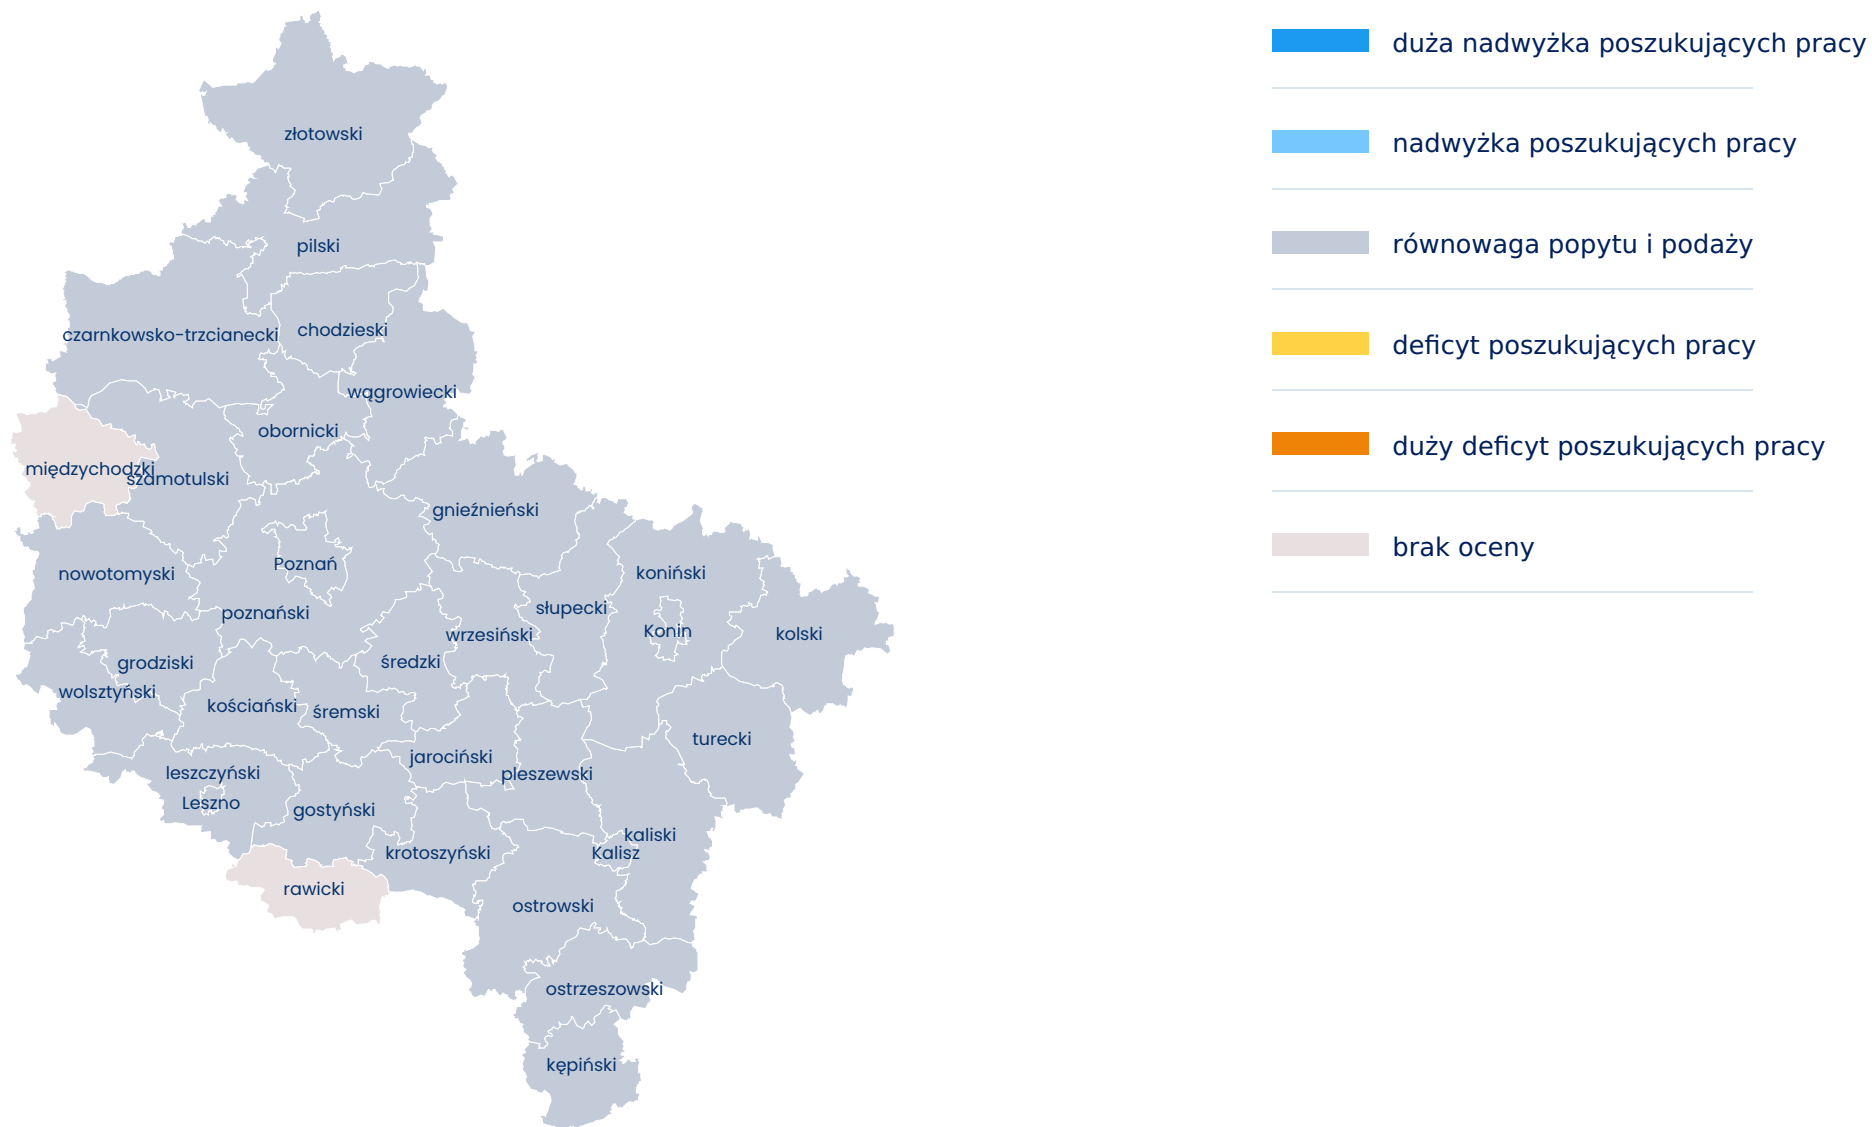 złotowski
pilski
czarnkowsko-trzcianecki
chodzieski
wągrowiecki
obornicki
międzychodzki
szamotulski
gnieźnieński
Poznań
nowotomyski
koniński
słupecki
poznański
Konin
wrzesiński
kolski
średzki
grodziski
wolsztyński
kościański
śremski
turecki
jarociński
leszczyński
pleszewski
Leszno
gostyński
kaliski
Kalisz
krotoszyński
rawicki
ostrowski
ostrzeszowski
kępiński
duża nadwyżka poszukujących pracy
nadwyżka poszukujących pracy
równowaga popytu i podaży
deficyt poszukujących pracy
duży deficyt poszukujących pracy
brak oceny